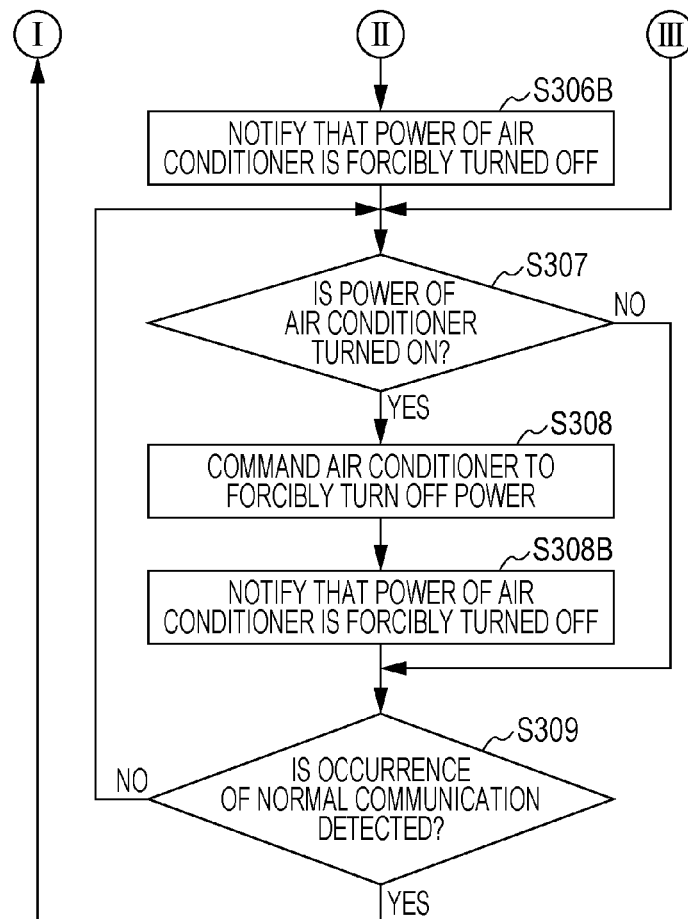 I
II
III
S306B
NOTIFY THAT POWER OF AIR
CONDITIONER IS FORCIBLY TURNED OFF
S307
IS POWER OF
AIR CONDITIONER
TURNED ON?
NO
YES
S308
COMMAND AIR CONDITIONER TO
FORCIBLY TURN OFF POWER
S308B
NOTIFY THAT POWER OF AIR
CONDITIONER IS FORCIBLY TURNED OFF
S309
IS OCCURRENCE
OF NORMAL COMMUNICATION
DETECTED?
NO
YES